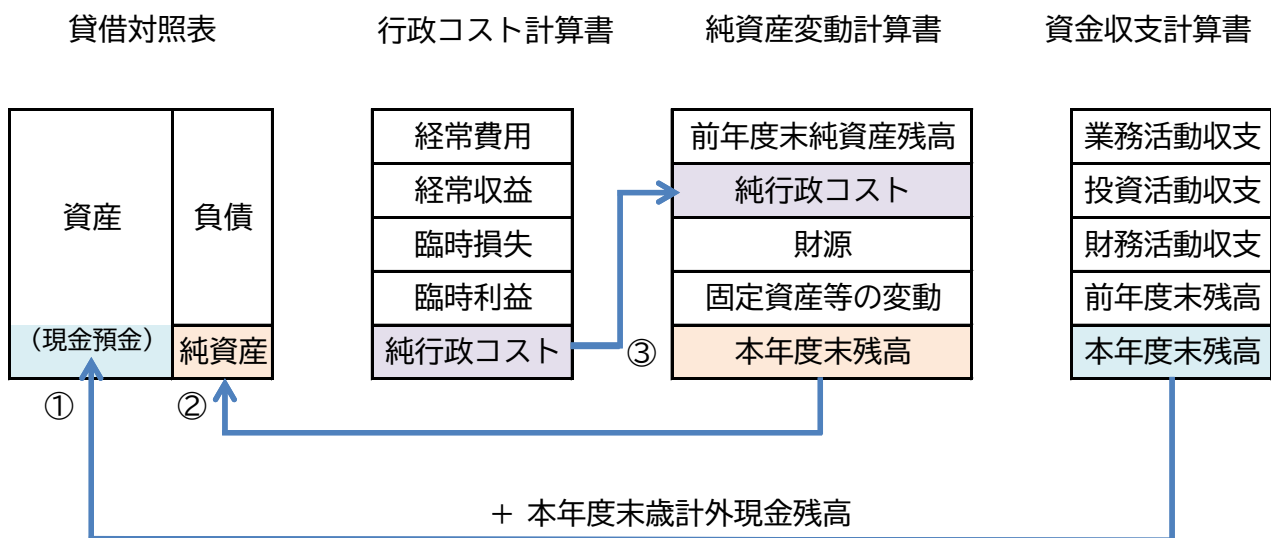 貸借対照表
行政コスト計算書
純資産変動計算書
資金収支計算書
資産
負債
(現金預金)
純資産
経常費用
経常収益
臨時損失
臨時利益
純行政コスト
前年度末純資産残高
純行政コスト
財源
固定資産等の変動
本年度末残高
業務活動収支
投資活動収支
財務活動収支
前年度末残高
本年度末残高
①
②
③
+ 本年度末歳計外現金残高